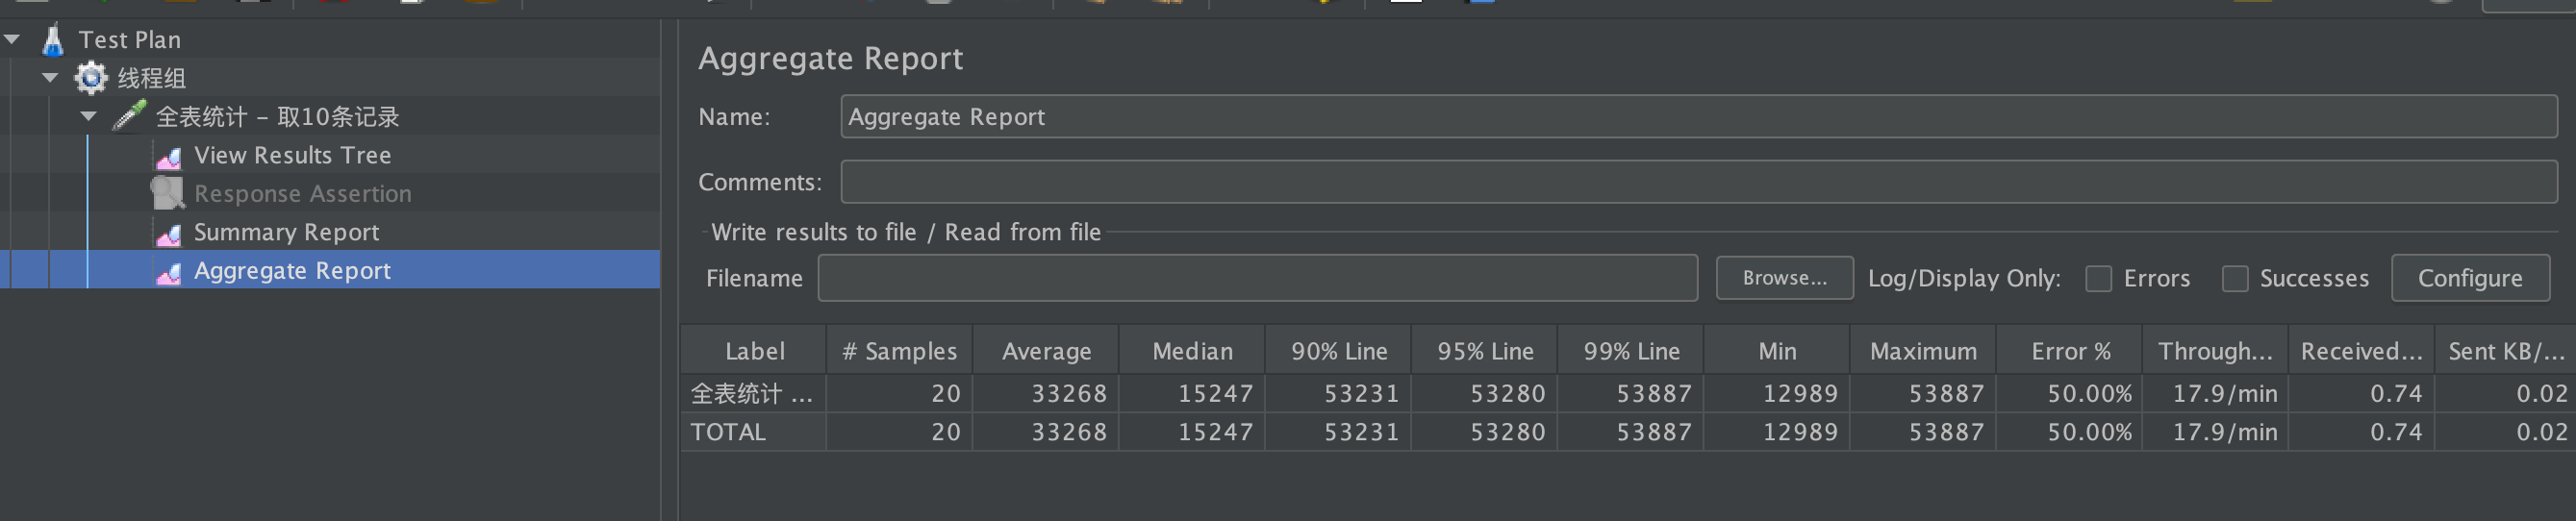 Test Plan
线程组
全表统计 - 取10条记录
View Results Tree
Response Assertion
Summary Report
Aggregate Report
Aggregate Report
Name: Aggregate Report
Comments:
Write results to file / Read from file
Filename Browse... Log/Display Only: Errors Successes Configure
Label # Samples Average Median 90% Line 95% Line 99% Line Min Maximum Error % Through... Received... Sent KB/...
全表统计 ... 20 33268 15247 53231 53280 53887 12989 53887 50.00% 17.9/min 0.74 0.02
TOTAL 20 33268 15247 53231 53280 53887 12989 53887 50.00% 17.9/min 0.74 0.02